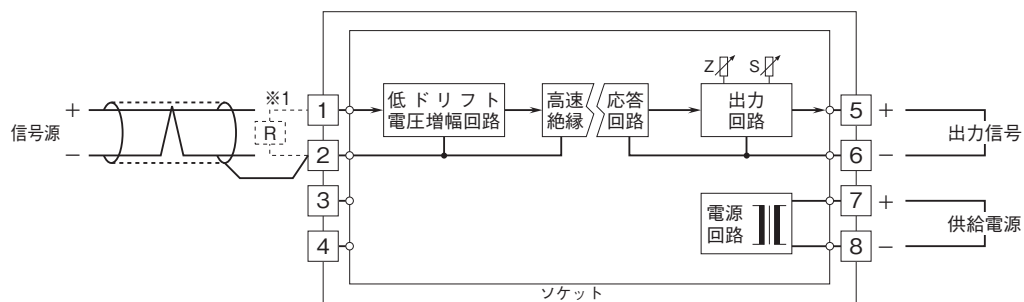 ※1
+
信号源
−
R
1
2
3
4
低ドリフト
電圧増幅回路
高速
絶縁
応答
回路
Z
S
出力
回路
電源
回路
5
+
出力信号
6
−
7
+
供給電源
8
−
ソケット